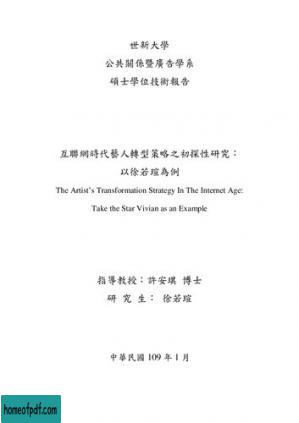 世新大學
公共關係暨廣告學系
碩士學位技術報告
互聯網時代藝人轉型策略之初探性研究：
以徐若瑄為例
The Artist's Transformation Strategy In The Internet Age:
Take the Star Vivian as an Example
指導教授：許安琪 博士
研 究 生： 徐若瑄
中華民國 109 年 1 月
homeofpdf.com